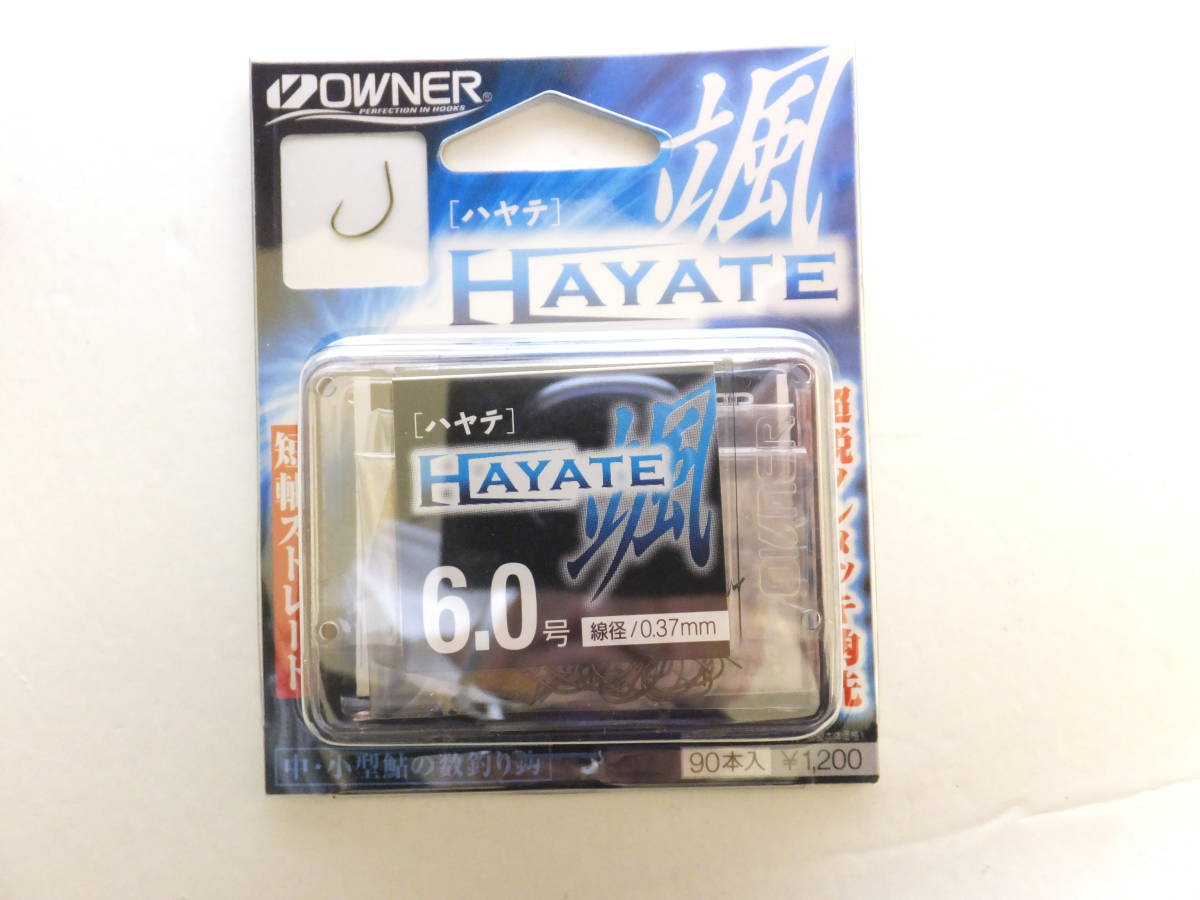 OWNER®
PERFECTION IN HOOKS
颯
[ハヤテ]
HAYATE
[ハヤテ]
HAYATE
颯
6.0号
線径/0.37mm
短軸ストレート
中・小型鮎の数釣り鈎
90本入 ¥1,200